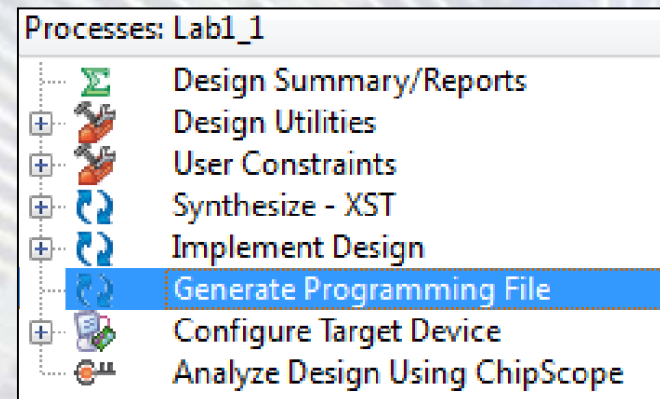 Processes: Lab1_1
Design Summary/Reports
Design Utilities
User Constraints
Synthesize - XST
Implement Design
Generate Programming File
Configure Target Device
Analyze Design Using ChipScope